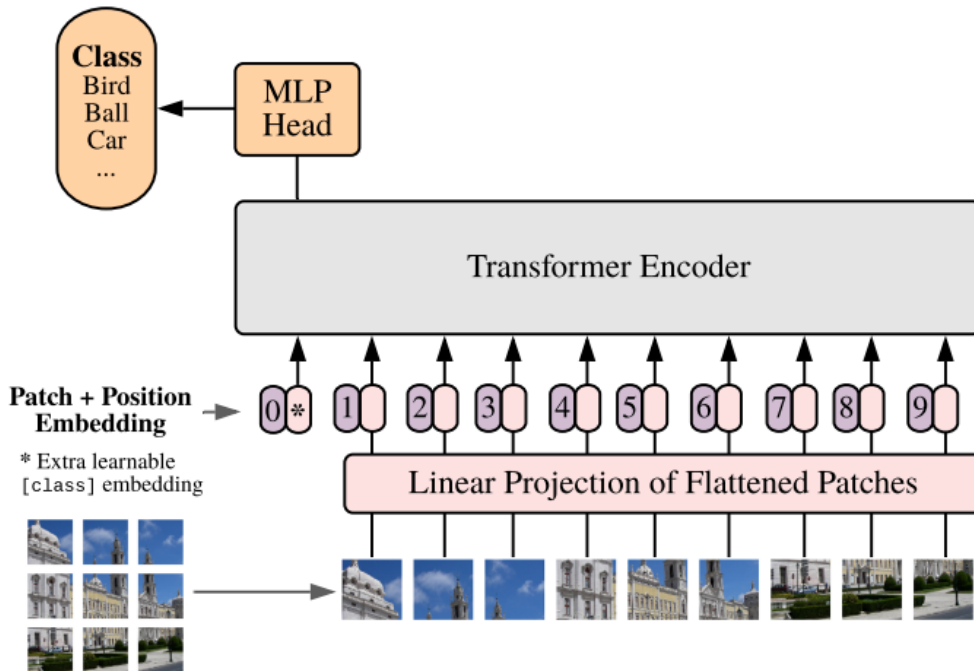 Class
Bird
Ball
Car
...
MLP
Head
Transformer Encoder
Patch + Position
Embedding
0 * 1 2 3 4 5 6 7 8 9
* Extra learnable
[class] embedding
Linear Projection of Flattened Patches